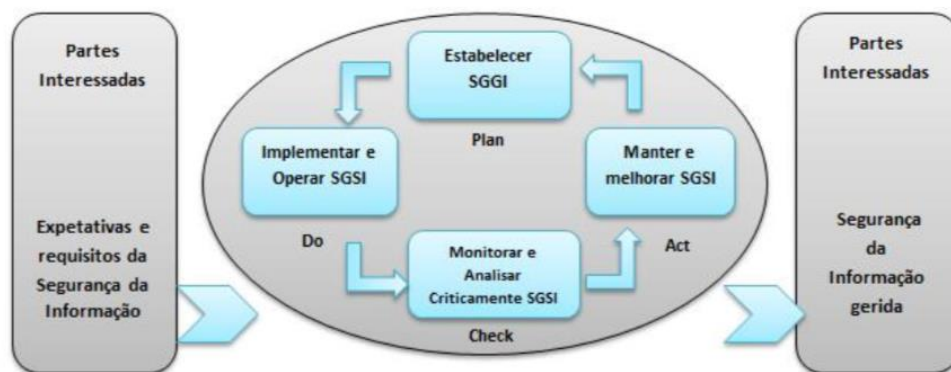 Partes
Interessadas
Expetativas e
requisitos da
Segurança da
Informação
Estabelecer
SGGI
Plan
Implementar e
Operar SGSI
Do
Monitorar e
Analisar
Criticamente SGSI
Check
Manter e
melhorar SGSI
Act
Partes
Interessadas
Segurança
da
Informação
gerida